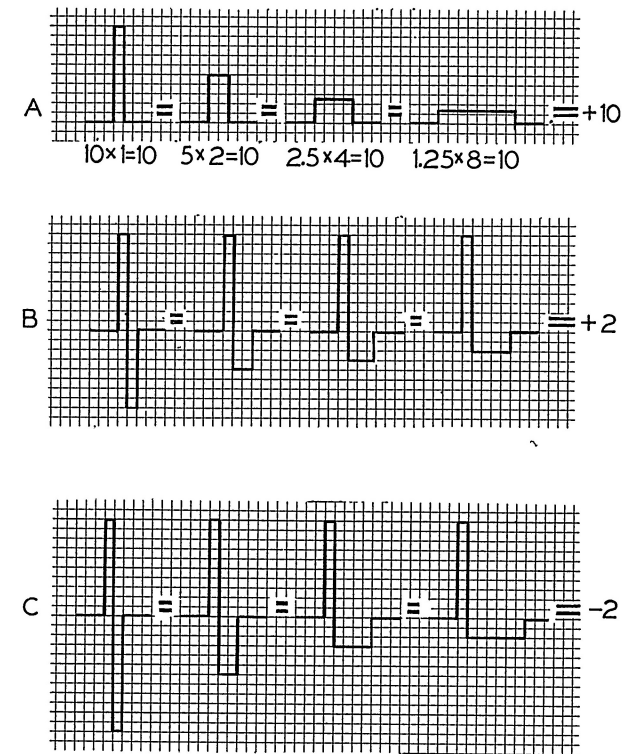 A = = = ≡ +10
10×1=10 5×2=10 2.5×4=10 1.25×8=10
B = = = ≡ +2
C = = = ≡ -2